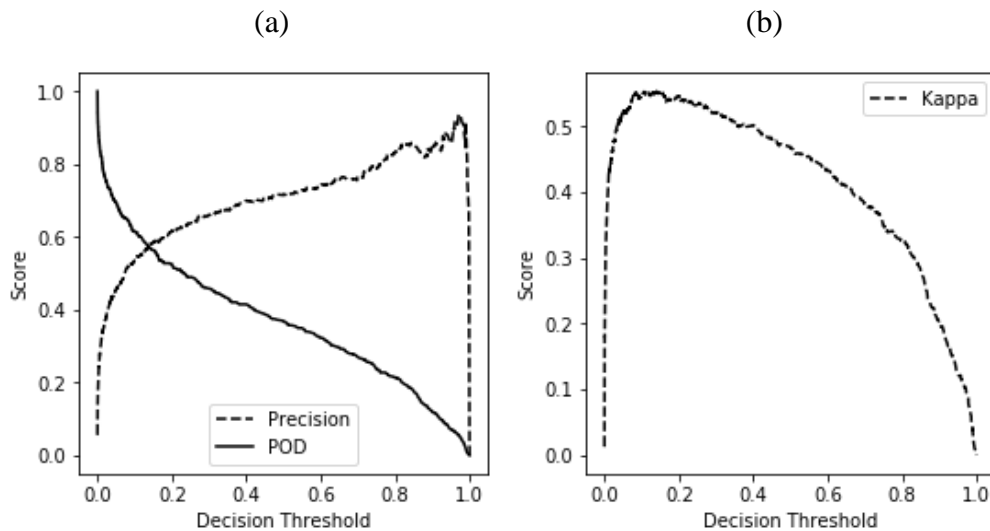 (a)
1.0
0.8
0.6
0.4
0.2
0.0
Score
Precision
POD
0.0 0.2 0.4 0.6 0.8 1.0
Decision Threshold
(b)
Kappa
0.5
0.4
0.3
0.2
0.1
0.0
Score
0.0 0.2 0.4 0.6 0.8 1.0
Decision Threshold